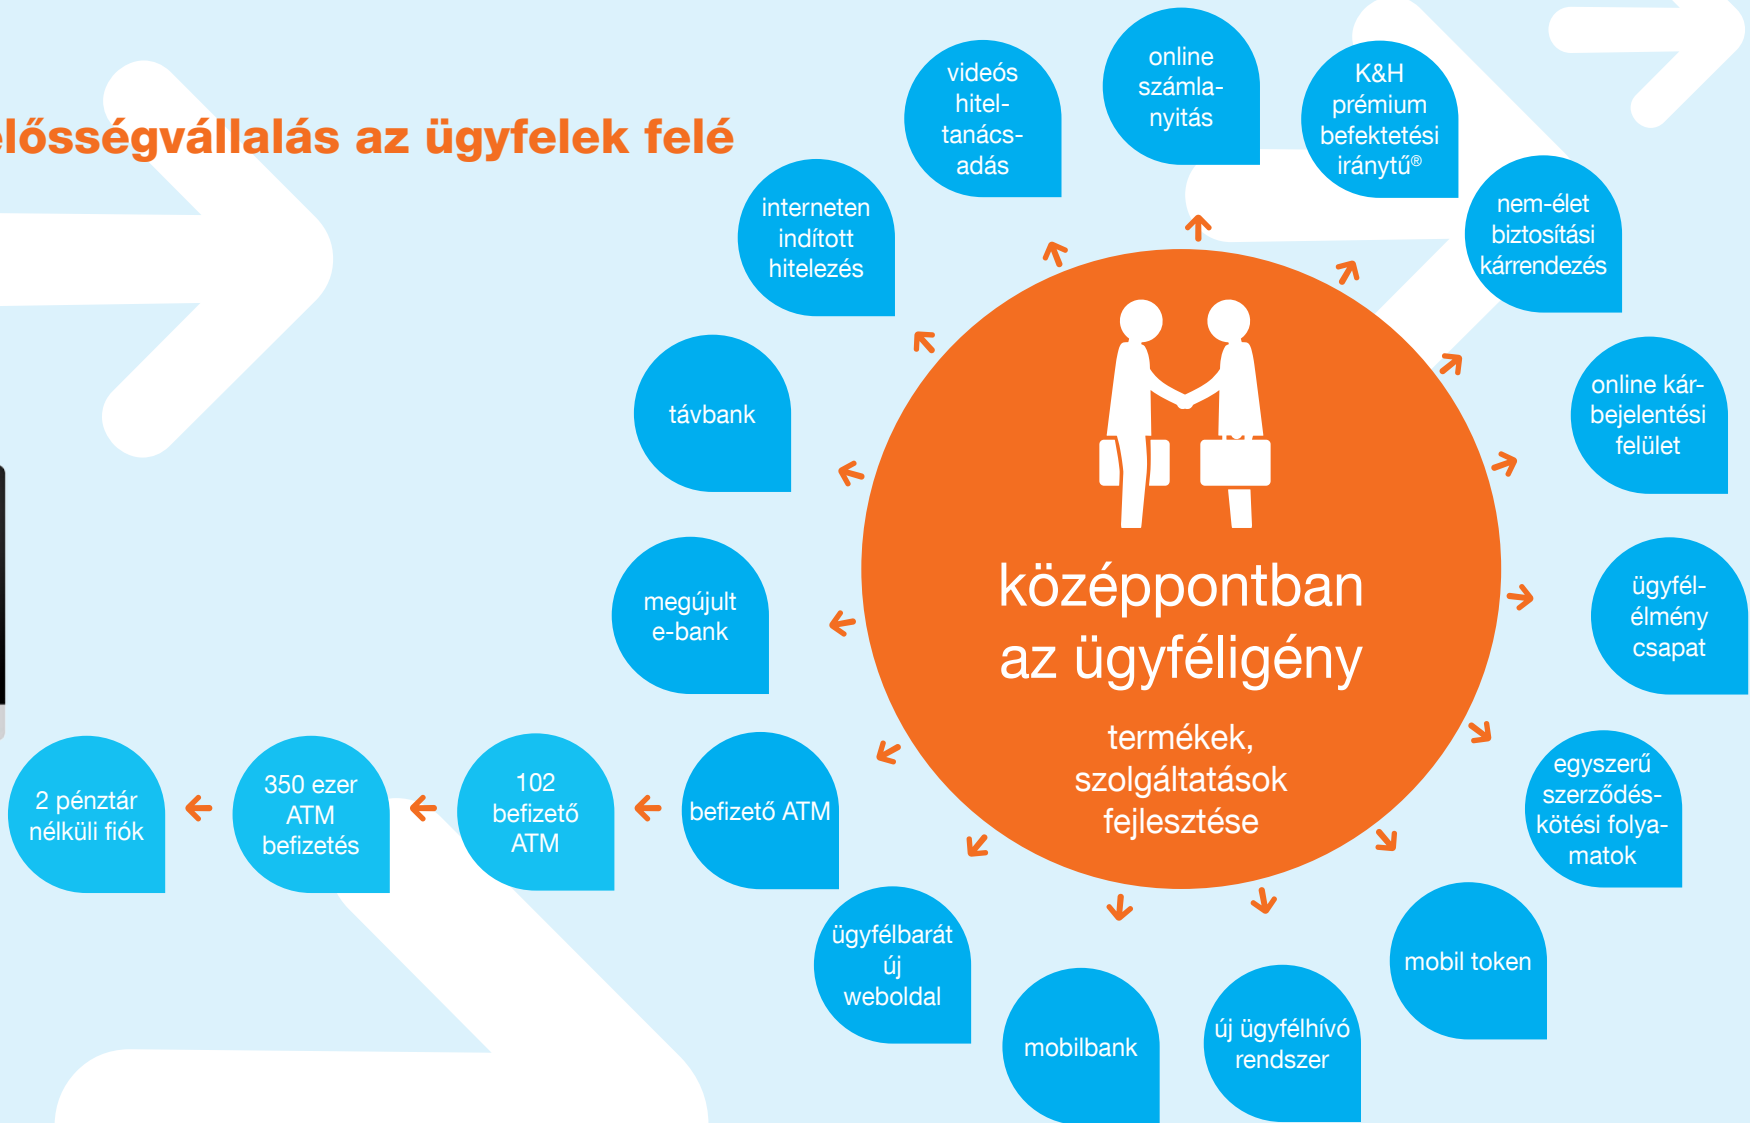 elősségvállalás az ügyfelek felé
videós
hitel-
tanács-
adás
online
számla-
nyitás
K&H
prémium
befektetési
iránytű®
nem-élet
biztosítási
kárrendezés
interneten
indított
hitelezés
online kár-
bejelentési
felület
távbank
ügyfél-
élmény
csapat
megújult
e-bank
középpontban
az ügyféligény
termékek,
szolgáltatások
fejlesztése
egyszerű
szerződés-
kötési folya-
matok
2 pénztár
nélküli fiók
350 ezer
ATM
befizetés
102
befizető
ATM
befizető ATM
ügyfélbarát
új
weboldal
mobilbank
új ügyfélhívó
rendszer
mobil token